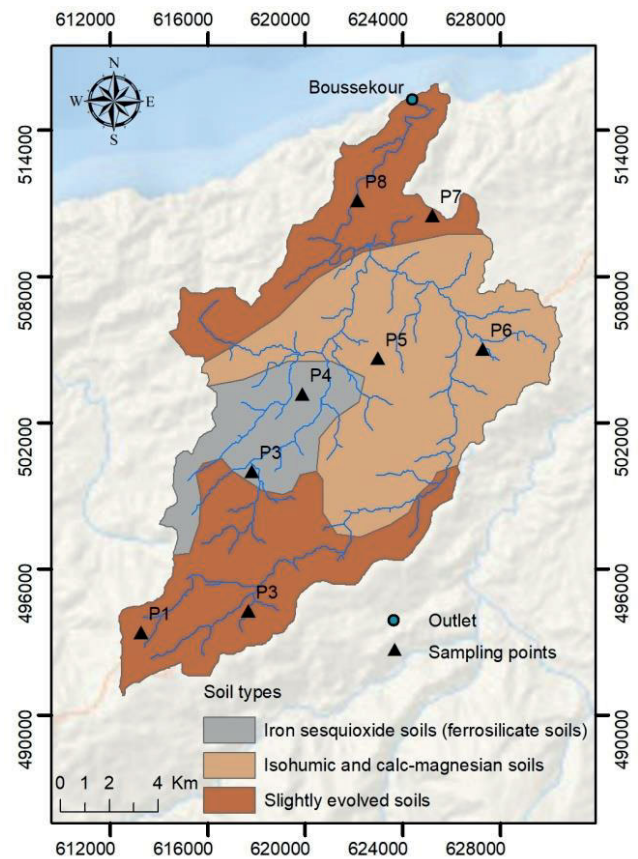 612000 616000 620000 624000 628000
N
W E
S
Boussekour
514000 514000
P8
P7
508000 508000
P6
P5
P4
502000 502000
P3
496000 496000
P3
P1
Outlet
Sampling points
Soil types
490000 490000
Iron sesquioxide soils (ferrosilicate soils)
Isohumic and calc-magnesian soils
0 1 2 4 Km
Slightly evolved soils
612000 616000 620000 624000 628000